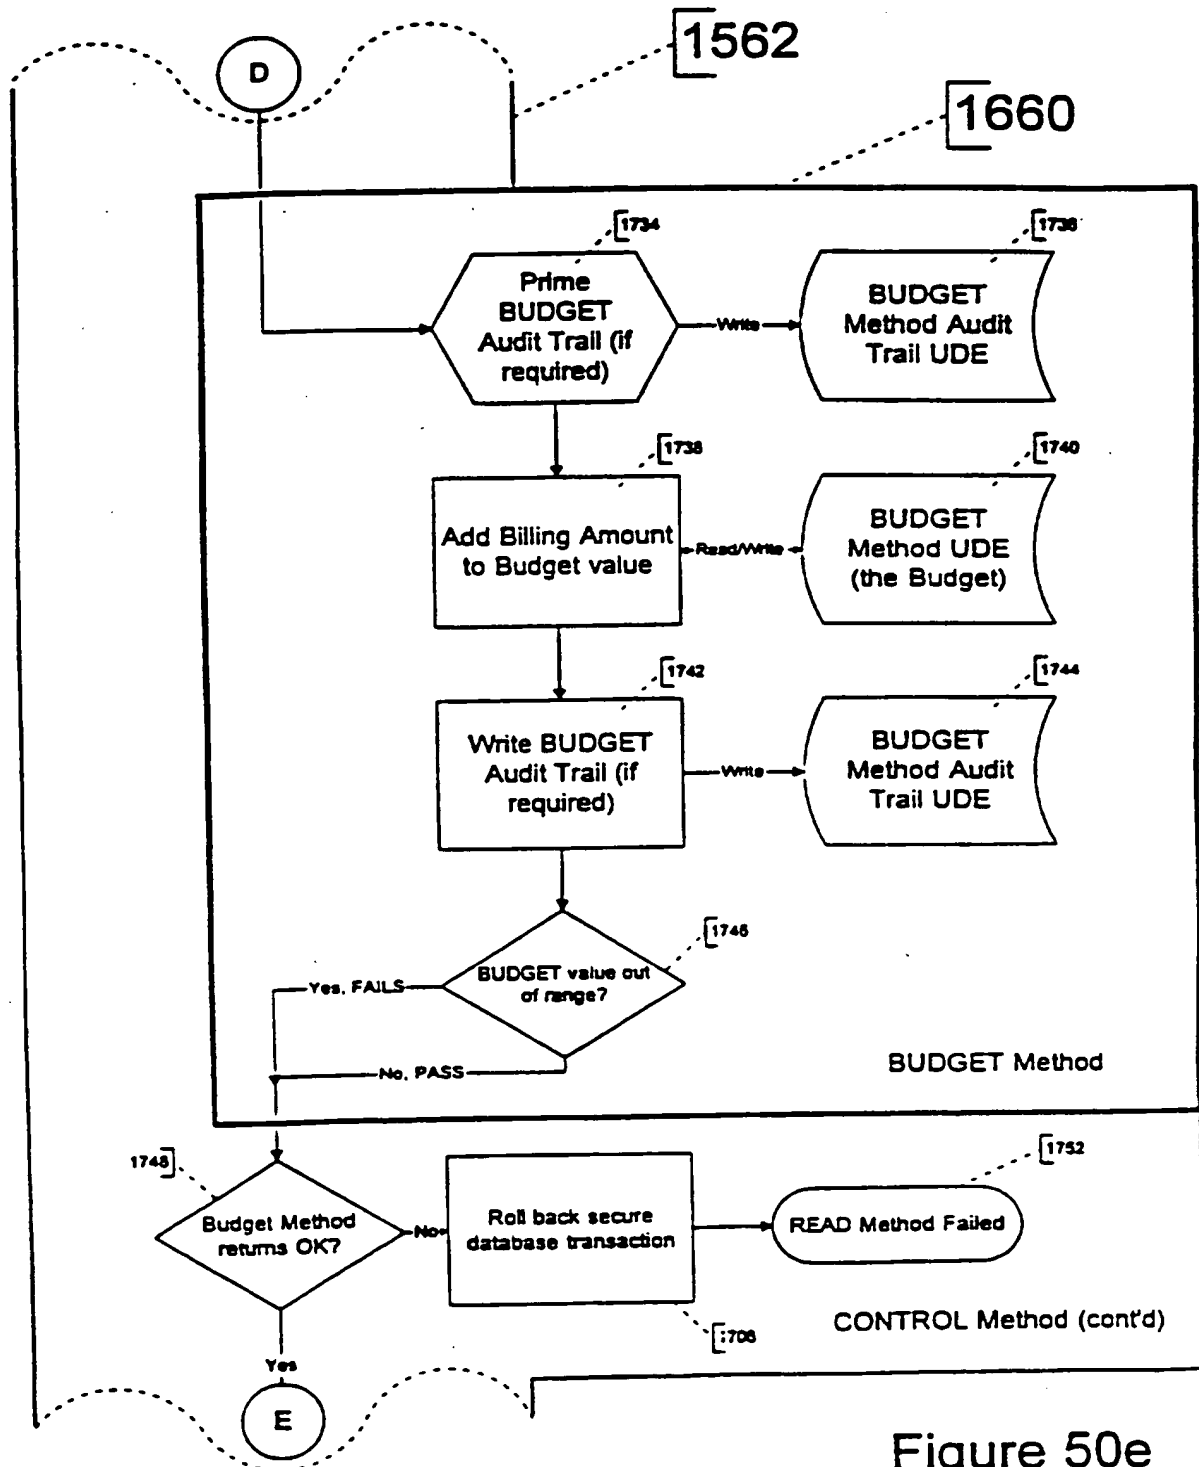 1562
D
1660
1734
1736
Prime
BUDGET
Audit Trail (if
required)
Write
BUDGET
Method Audit
Trail UDE
1738
1740
Add Billing Amount
to Budget value
Read/Write
BUDGET
Method UDE
(the Budget)
1742
1744
Write BUDGET
Audit Trail (if
required)
Write
BUDGET
Method Audit
Trail UDE
1746
BUDGET value out
of range?
Yes, FAILS
No, PASS
BUDGET Method
1748
1752
Budget Method
returns OK?
No
Roll back secure
database transaction
READ Method Failed
CONTROL Method (cont'd)
Yes
E
Figure 50e